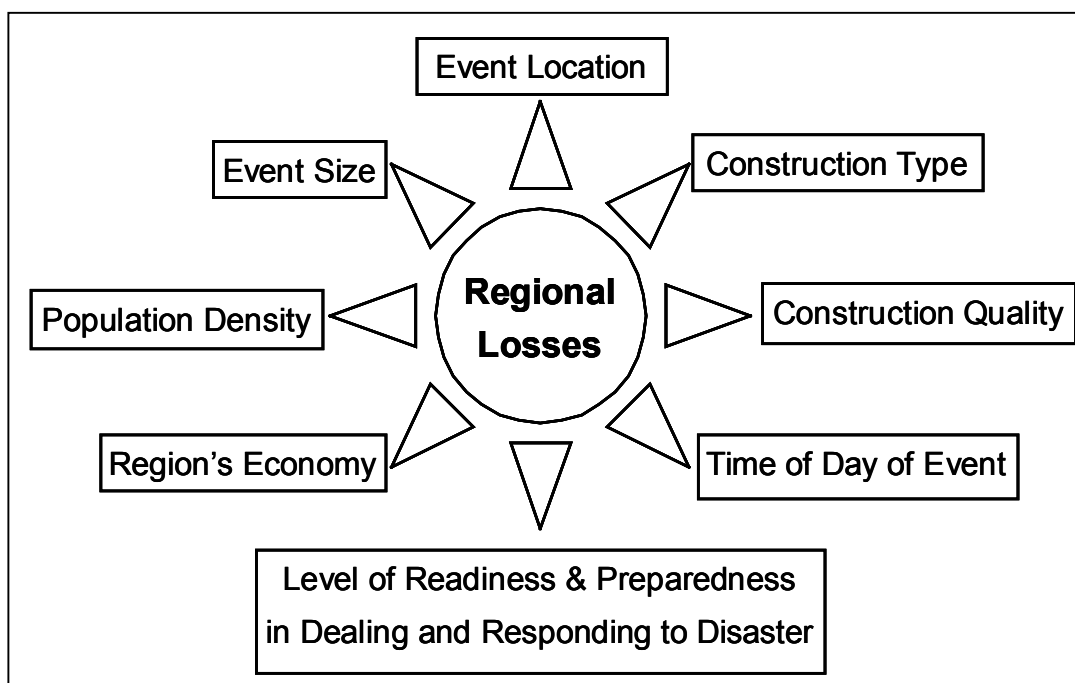 Event Location
Event Size
Construction Type
Regional
Losses
Population Density
Construction Quality
Region’s Economy
Time of Day of Event
Level of Readiness & Preparedness
in Dealing and Responding to Disaster